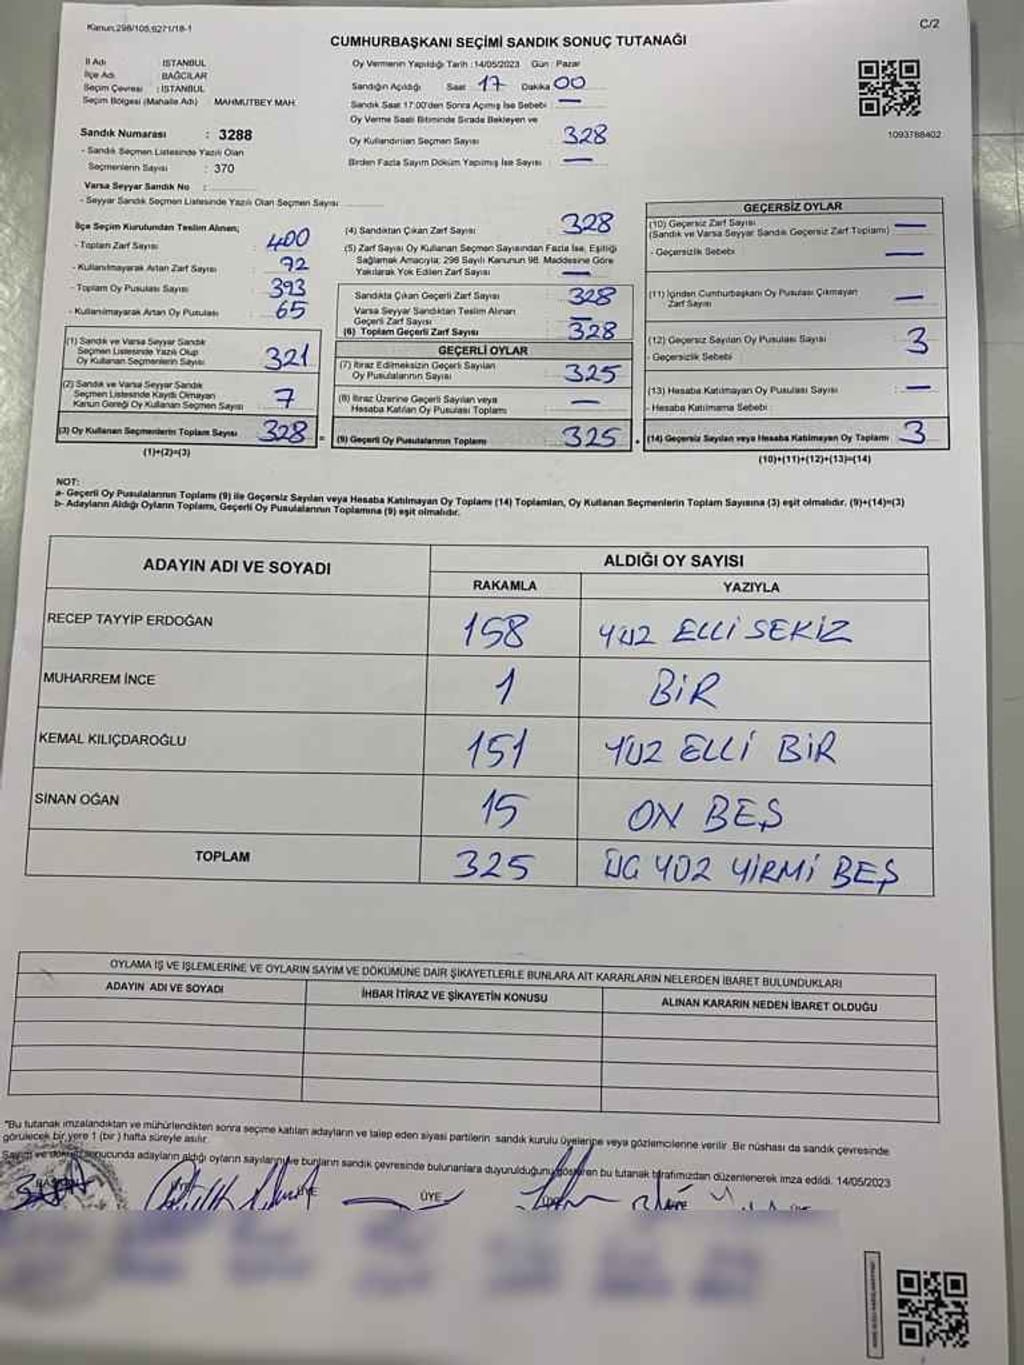 Kanun:298/105,6271/18-1
C/2
CUMHURBAŞKANI SEÇİMİ SANDIK SONUÇ TUTANAĞI
İl Adı : İSTANBUL
İlçe Adı : BAĞCILAR
Seçim Çevresi : İSTANBUL
Seçim Bölgesi (Mahalle Adı) MAHMUTBEY MAH.
Sandık Numarası : 3288
- Sandık Seçmen Listesinde Yazılı Olan
Seçmenlerin Sayısı : 370
Varsa Seyyar Sandık No :
- Seyyar Sandık Seçmen Listesinde Yazılı Olan Seçmen Sayısı
Oy Vermenin Yapıldığı Tarih :14/05/2023 Gün : Pazar
Sandığın Açıldığı Saat 17 Dakika 00
Sandık Saat 17:00'den Sonra Açılmış İse Sebebi : —
Oy Verme Saati Bitiminde Sırada Bekleyen ve
Oy Kullandırılan Seçmen Sayısı : 328
Birden Fazla Sayım Döküm Yapılmış İse Sayısı : —
1093788402
İlçe Seçim Kurulundan Teslim Alınan;
- Toplam Zarf Sayısı : 400
- Kullanılmayarak Artan Zarf Sayısı : 72
- Toplam Oy Pusulası Sayısı : 393
- Kullanılmayarak Artan Oy Pusulası : 65
(1) Sandık ve Varsa Seyyar Sandık
Seçmen Listesinde Yazılı Olup
Oy Kullanan Seçmenlerin Sayısı : 321
(2) Sandık ve Varsa Seyyar Sandık
Seçmen Listesinde Kayıtlı Olmayan
Kanun Gereği Oy Kullanan Seçmen Sayısı : 7
(3) Oy Kullanan Seçmenlerin Toplam Sayısı : 328
(1)+(2)=(3)
(4) Sandıktan Çıkan Zarf Sayısı : 328
(5) Zarf Sayısı Oy Kullanan Seçmen Sayısından Fazla İse, Eşitliği
Sağlamak Amacıyla; 298 Sayılı Kanunun 98. Maddesine Göre
Yakılarak Yok Edilen Zarf Sayısı : —
Sandıkta Çıkan Geçerli Zarf Sayısı : 328
Varsa Seyyar Sandıktan Teslim Alınan
Geçerli Zarf Sayısı : —
(6) Toplam Geçerli Zarf Sayısı : 328
GEÇERLİ OYLAR
(7) İtiraz Edilmeksizin Geçerli Sayılan
Oy Pusulalarının Sayısı : 325
(8) İtiraz Üzerine Geçerli Sayılan veya
Hesaba Katılan Oy Pusulası Toplamı : —
(9) Geçerli Oy Pusulalarının Toplamı : 325
GEÇERSİZ OYLAR
(10) Geçersiz Zarf Sayısı
(Sandık ve Varsa Seyyar Sandık Geçersiz Zarf Toplamı) : —
- Geçersizlik Sebebi : —
(11) İçinden Cumhurbaşkanı Oy Pusulası Çıkmayan
Zarf Sayısı : —
(12) Geçersiz Sayılan Oy Pusulası Sayısı : 3
- Geçersizlik Sebebi :
(13) Hesaba Katılmayan Oy Pusulası Sayısı : —
- Hesaba Katılmama Sebebi :
(14) Geçersiz Sayılan veya Hesaba Katılmayan Oy Toplamı : 3
(10)+(11)+(12)+(13)=(14)
NOT:
a- Geçerli Oy Pusulalarının Toplamı (9) ile Geçersiz Sayılan veya Hesaba Katılmayan Oy Toplamı (14) Toplamları, Oy Kullanan Seçmenlerin Toplam Sayısına (3) eşit olmalıdır. (9)+(14)=(3)
b- Adayların Aldığı Oyların Toplamı, Geçerli Oy Pusulalarının Toplamına (9) eşit olmalıdır.
ADAYIN ADI VE SOYADI ALDIĞI OY SAYISI
RAKAMLA YAZIYLA
RECEP TAYYİP ERDOĞAN 158 YÜZ ELLİ SEKİZ
MUHARREM İNCE 1 BİR
KEMAL KILIÇDAROĞLU 151 YÜZ ELLİ BİR
SİNAN OĞAN 15 ON BEŞ
TOPLAM 325 ÜÇ YÜZ YİRMİ BEŞ
OYLAMA İŞ VE İŞLEMLERİNE VE OYLARIN SAYIM VE DÖKÜMÜNE DAİR ŞİKAYETLERLE BUNLARA AİT KARARLARIN NELERDEN İBARET BULUNDUKLARI
ADAYIN ADI VE SOYADI İHBAR İTİRAZ VE ŞİKAYETİN KONUSU ALINAN KARARIN NEDEN İBARET OLDUĞU
"Bu tutanak imzalandıktan ve mühürlendikten sonra seçime katılan adayların ve talep eden siyasi partilerin sandık kurulu üyelerine veya gözlemcilerine verilir. Bir nüshası da sandık çevresinde
görülecek bir yere 1 (bir ) hafta süreyle asılır.
Sayım ve döküm sonucunda adayların aldığı oyların sayılarını ve bunların sandık çevresinde bulunanlara duyurulduğunu gösteren bu tutanak tarafımızdan düzenlenerek imza edildi. 14/05/2023
BAŞKAN ÜYE